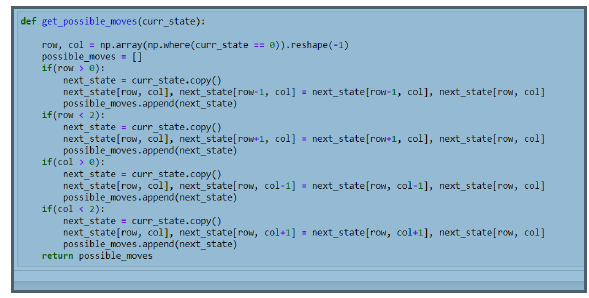 def get_possible_moves(curr_state):
row, col = np.array(np.where(curr_state == 0)).reshape(-1)
possible_moves = []
if(row > 0):
next_state = curr_state.copy()
next_state[row, col], next_state[row-1, col] = next_state[row-1, col], next_state[row, col]
possible_moves.append(next_state)
if(row < 2):
next_state = curr_state.copy()
next_state[row, col], next_state[row+1, col] = next_state[row+1, col], next_state[row, col]
possible_moves.append(next_state)
if(col > 0):
next_state = curr_state.copy()
next_state[row, col], next_state[row, col-1] = next_state[row, col-1], next_state[row, col]
possible_moves.append(next_state)
if(col < 2):
next_state = curr_state.copy()
next_state[row, col], next_state[row, col+1] = next_state[row, col+1], next_state[row, col]
possible_moves.append(next_state)
return possible_moves